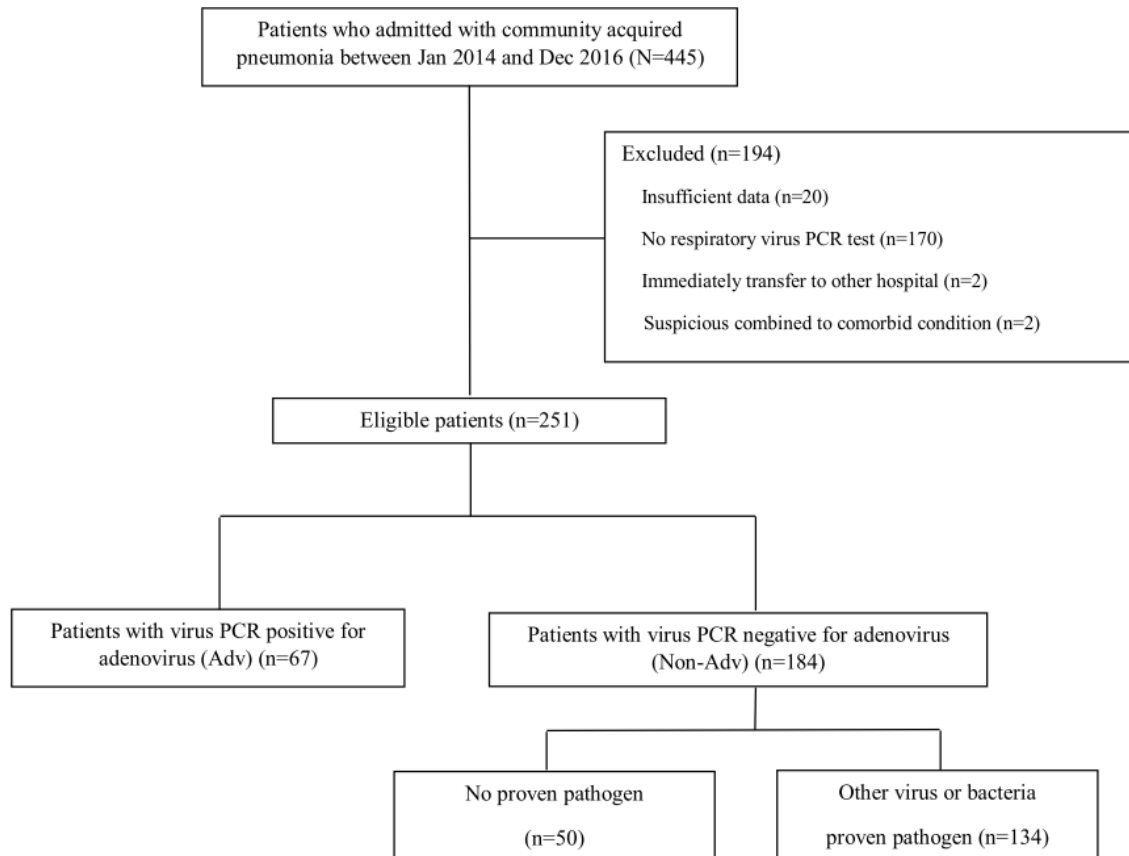 Patients who admitted with community acquired
pneumonia between Jan 2014 and Dec 2016 (N=445)
Excluded (n=194)
Insufficient data (n=20)
No respiratory virus PCR test (n=170)
Immediately transfer to other hospital (n=2)
Suspicious combined to comorbid condition (n=2)
Eligible patients (n=251)
Patients with virus PCR positive for
adenovirus (Adv) (n=67)
Patients with virus PCR negative for adenovirus
(Non-Adv) (n=184)
No proven pathogen
(n=50)
Other virus or bacteria
proven pathogen (n=134)